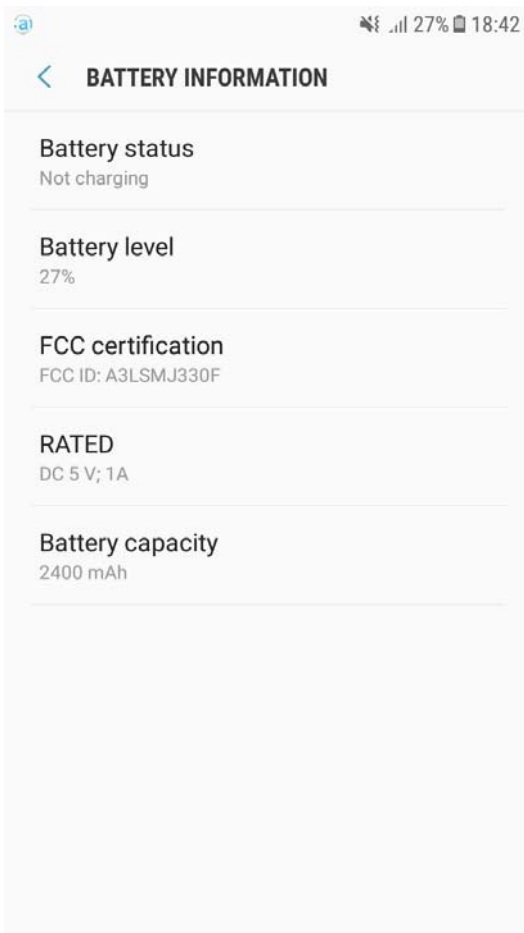 a 27% 18:42
BATTERY INFORMATION
Battery status
Not charging
Battery level
27%
FCC certification
FCC ID: A3LSMJ330F
RATED
DC 5 V; 1A
Battery capacity
2400 mAh